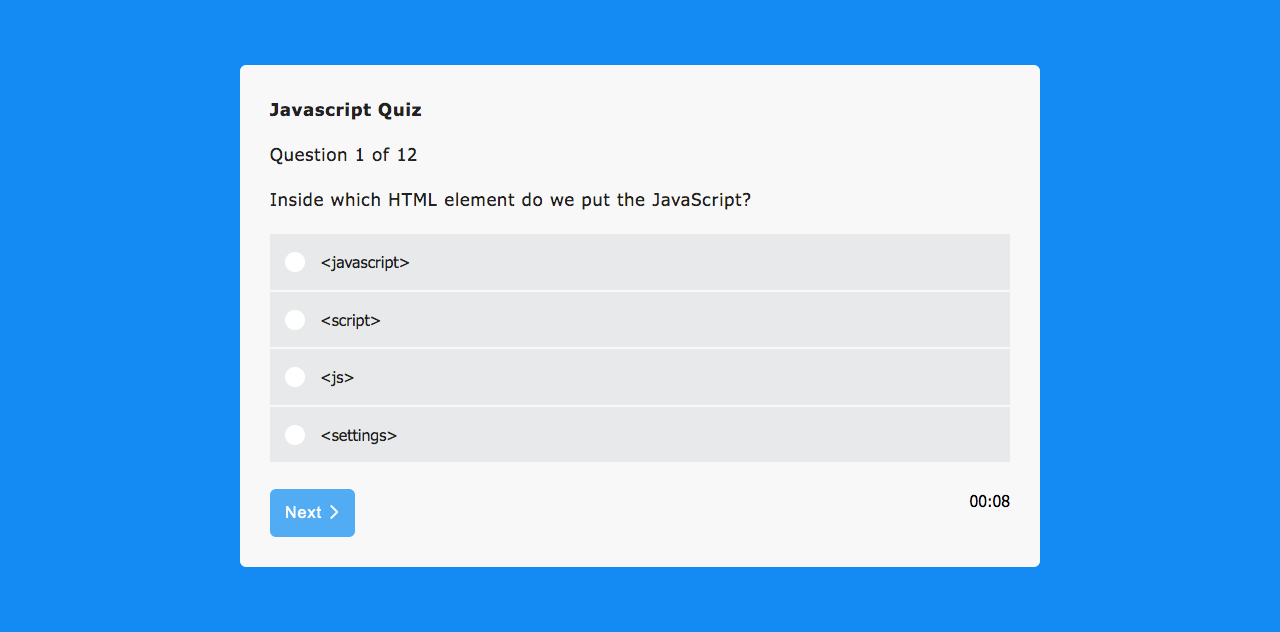 Javascript Quiz
Question 1 of 12
Inside which HTML element do we put the JavaScript?
<javascript>
<script>
<js>
<settings>
Next
00:08